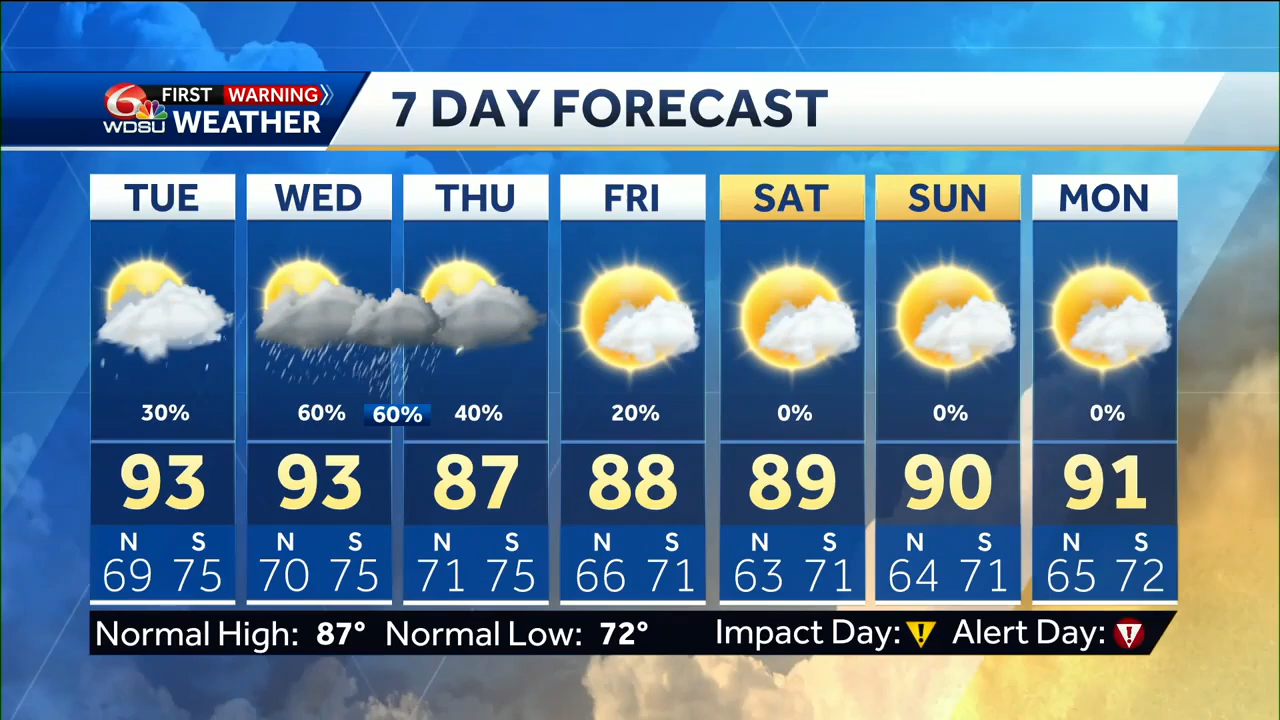 6
WDSU
FIRST WARNING
WEATHER
7 DAY FORECAST
TUE WED THU FRI SAT SUN MON
30% 60% 60% 40% 20% 0% 0% 0%
93 93 87 88 89 90 91
N S N S N S N S N S N S N S
69 75 70 75 71 75 66 71 63 71 64 71 65 72
Normal High: 87° Normal Low: 72° Impact Day: ! Alert Day: !